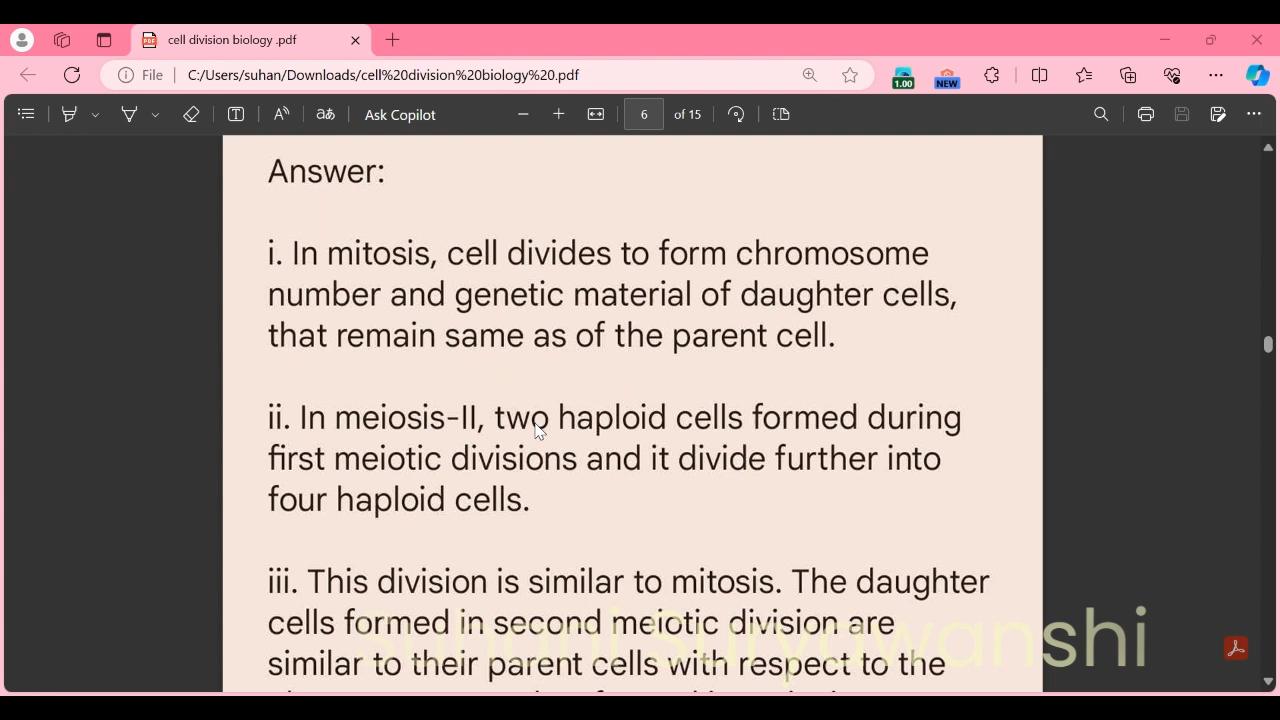 cell division biology .pdf
File
C:/Users/suhan/Downloads/cell%20division%20biology%20.pdf
1.00
NEW
Ask Copilot
6 of 15
Answer:
i. In mitosis, cell divides to form chromosome
number and genetic material of daughter cells,
that remain same as of the parent cell.
ii. In meiosis-II, two haploid cells formed during
first meiotic divisions and it divide further into
four haploid cells.
iii. This division is similar to mitosis. The daughter
cells formed in second meiotic division are
similar to their parent cells with respect to the
Suhani Suryawanshi